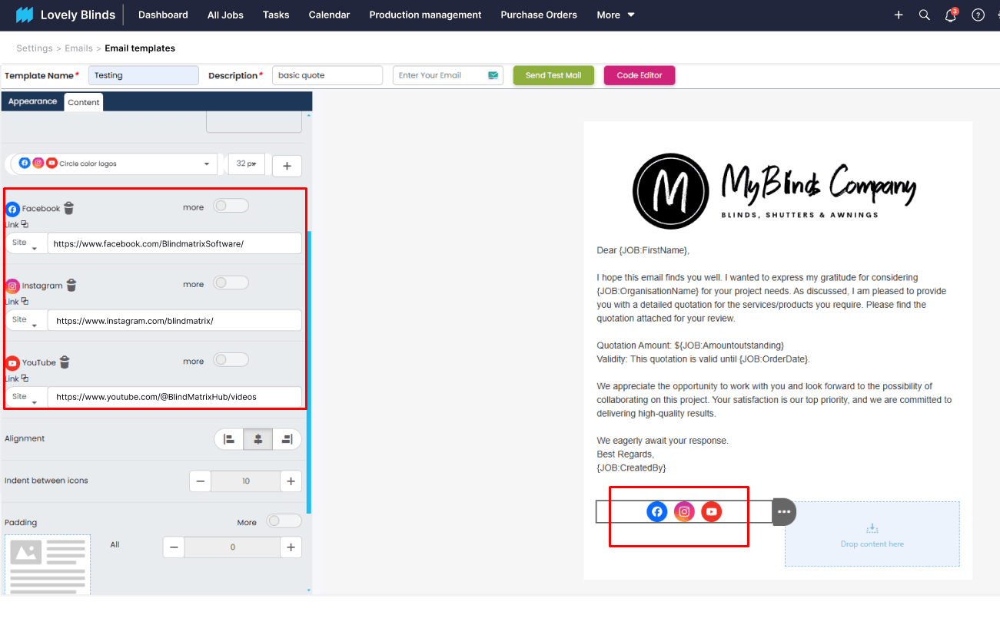 Lovely Blinds Dashboard All Jobs Tasks Calendar Production management Purchase Orders More 3 ?
Settings > Emails > Email templates
Template Name* Testing Description* basic quote Enter Your Email Send Test Mail Code Editor
Appearance Content
Circle color logos 32 px +
Facebook more
Link
Site https://www.facebook.com/BlindmatrixSoftware/
Instagram more
Link
Site https://www.instagram.com/blindmatrix/
YouTube more
Link
Site https://www.youtube.com/@BlindMatrixHub/videos
Alignment
Indent between icons − 10 +
Padding More
All − 0 +
M MyBlinds Company
BLINDS, SHUTTERS & AWNINGS
Dear {JOB:FirstName},
I hope this email finds you well. I wanted to express my gratitude for considering
{JOB:OrganisationName} for your project needs. As discussed, I am pleased to provide
you with a detailed quotation for the services/products you require. Please find the
quotation attached for your review.
Quotation Amount: ${JOB:Amountoutstanding}
Validity: This quotation is valid until {JOB:OrderDate}.
We appreciate the opportunity to work with you and look forward to the possibility of
collaborating on this project. Your satisfaction is our top priority, and we are committed to
delivering high-quality results.
We eagerly await your response.
Best Regards,
{JOB:CreatedBy}
Drop content here